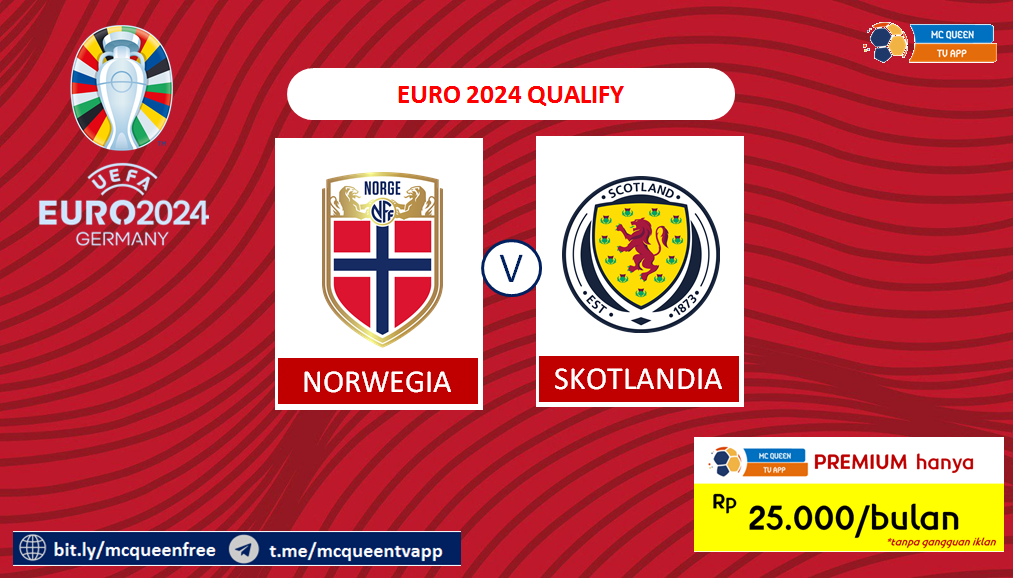 MC QUEEN
TV APP
EURO 2024 QUALIFY
UEFA
EURO2024
GERMANY
NORGE
NFF
SCOTLAND
EST
1873
V
NORWEGIA
SKOTLANDIA
MC QUEEN
TV APP
PREMIUM hanya
Rp 25.000/bulan
*tanpa gangguan iklan
bit.ly/mcqueenfree
t.me/mcqueentvapp